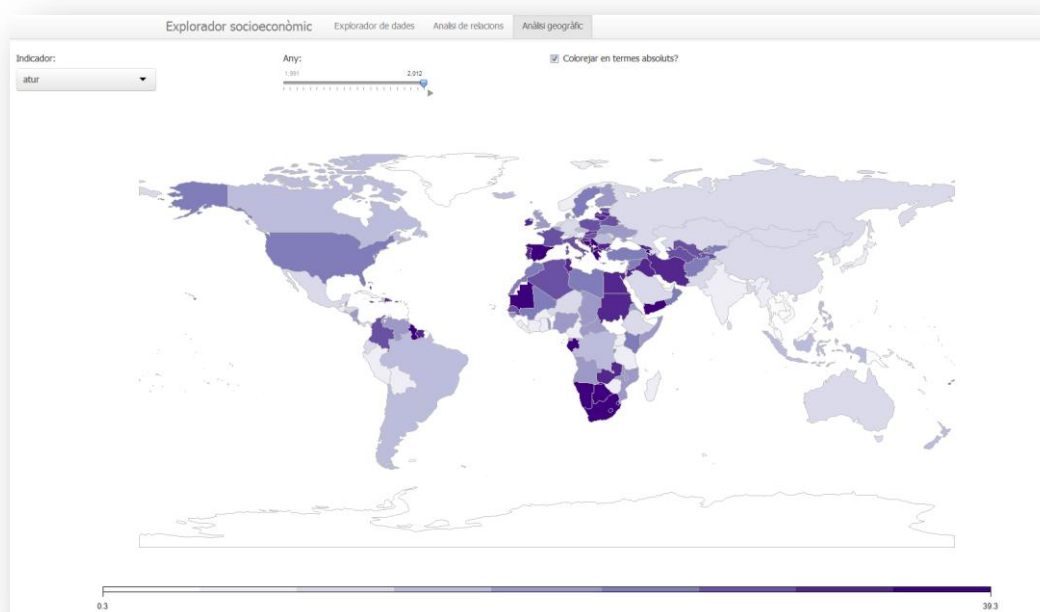 Explorador socioeconòmic Explorador de dades Analsi de relacions Anàlisi geogràfic
Indicador:
atur
Any:
1,991 2,012
Colorejar en termes absoluts?
0.3 39.3